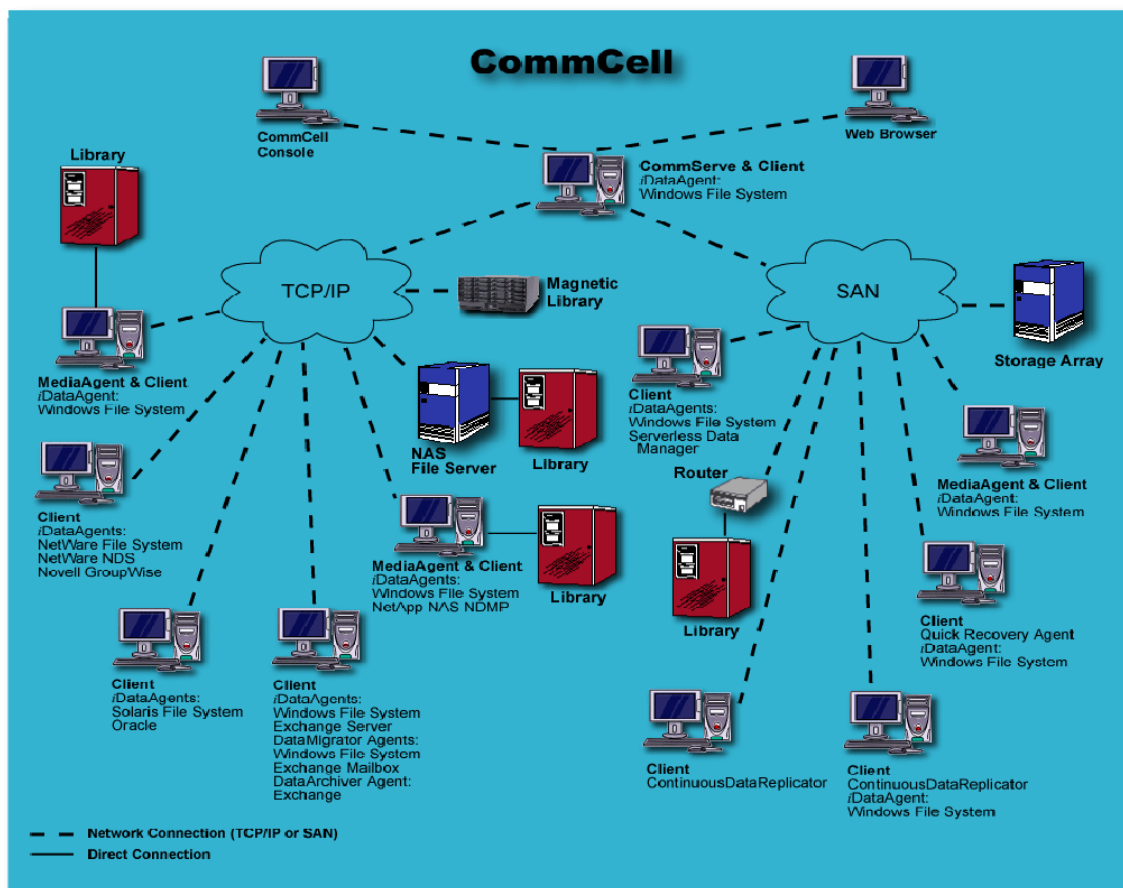 CommCell
CommCell
Console
Web Browser
CommServe & Client
iDataAgent:
Windows File System
Library
TCP/IP
Magnetic
Library
SAN
Storage Array
MediaAgent & Client
iDataAgent:
Windows File System
NAS
File Server
Library
Client
iDataAgents:
Windows File System
Serverless Data
Manager
Router
Library
MediaAgent & Client
iDataAgent:
Windows File System
Client
iDataAgents:
NetWare File System
NetWare NDS
Novell GroupWise
MediaAgent & Client
iDataAgents:
Windows File System
NetApp NAS NDMP
Library
Client
Quick Recovery Agent
iDataAgent:
Windows File System
Client
iDataAgents:
Solaris File System
Oracle
Client
iDataAgents:
Windows File System
Exchange Server
DataMigrator Agents:
Windows File System
Exchange Mailbox
DataArchiver Agent:
Exchange
Client
ContinuousDataReplicator
Client
ContinuousDataReplicator
iDataAgent:
Windows File System
Network Connection (TCP/IP or SAN)
Direct Connection